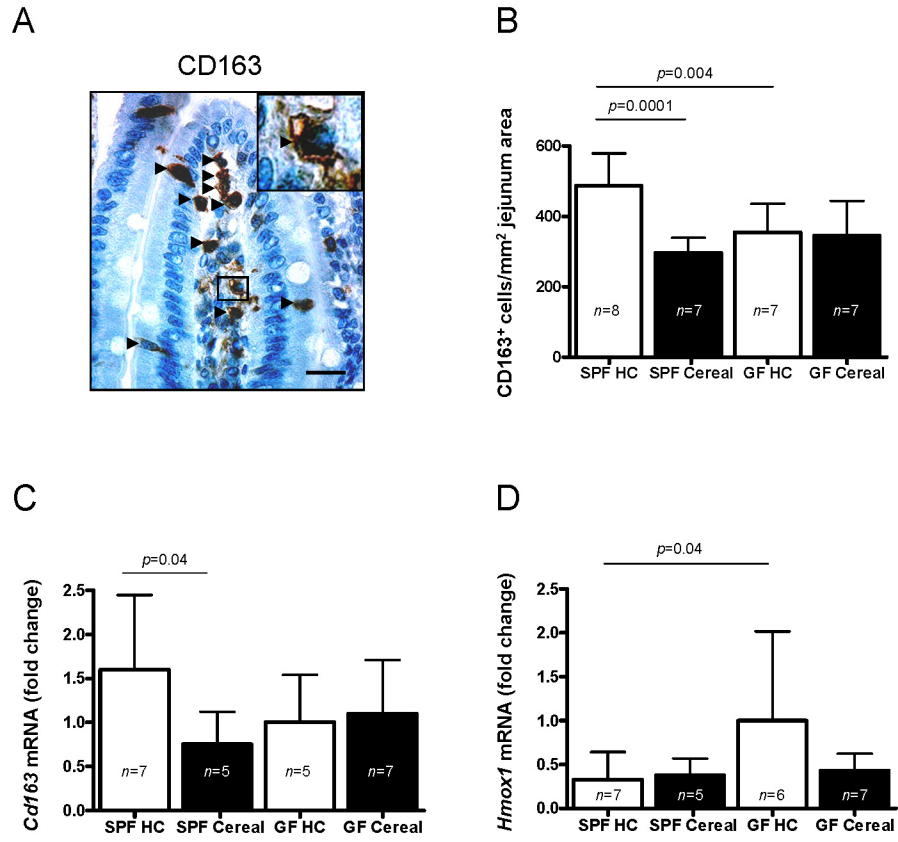 A
CD163
B
p=0.004
p=0.0001
CD163+ cells/mm2 jejunum area
600
400
200
0
n=8
n=7
n=7
n=7
SPF HC
SPF Cereal
GF HC
GF Cereal
C
p=0.04
Cd163 mRNA (fold change)
2.5
2.0
1.5
1.0
0.5
0.0
n=7
n=5
n=5
n=7
SPF HC
SPF Cereal
GF HC
GF Cereal
D
p=0.04
Hmox1 mRNA (fold change)
2.5
2.0
1.5
1.0
0.5
0.0
n=7
n=5
n=6
n=7
SPF HC
SPF Cereal
GF HC
GF Cereal